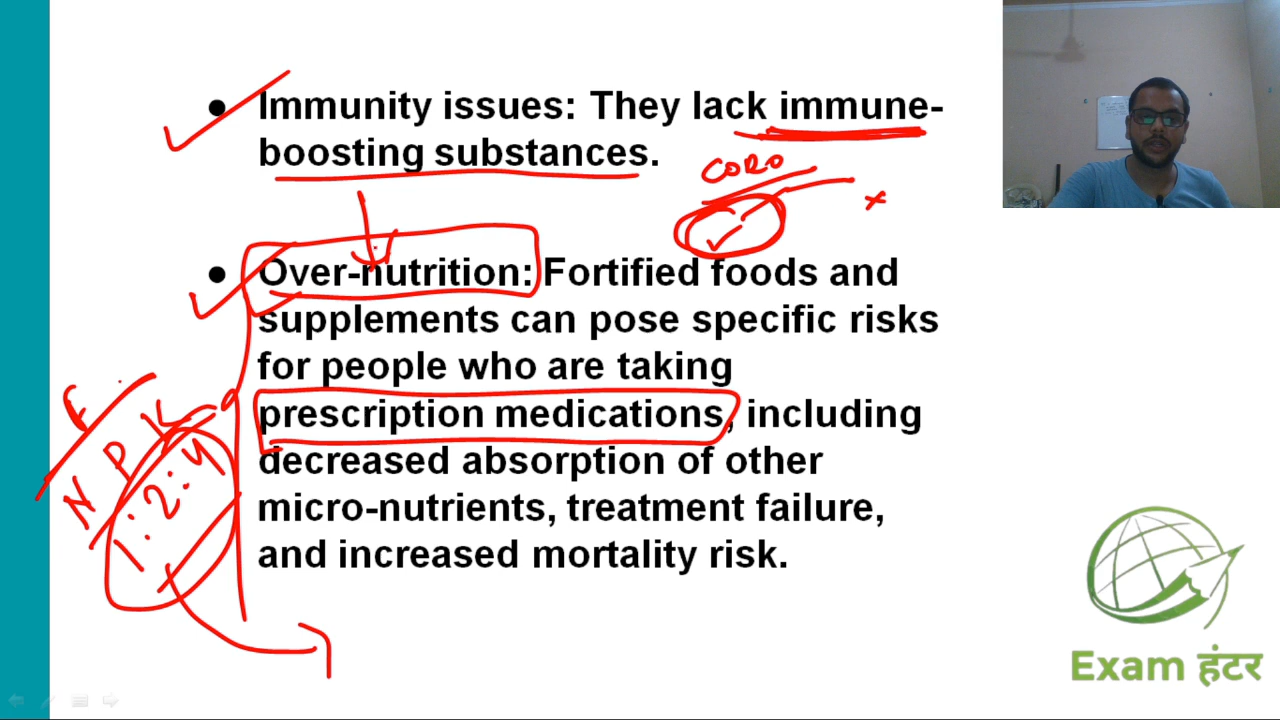 ● Immunity issues: They lack immune-
boosting substances.
CORO
● Over-nutrition: Fortified foods and
supplements can pose specific risks
for people who are taking
prescription medications, including
decreased absorption of other
micro-nutrients, treatment failure,
and increased mortality risk.
F
N P K
1:2:4
Exam हंटर